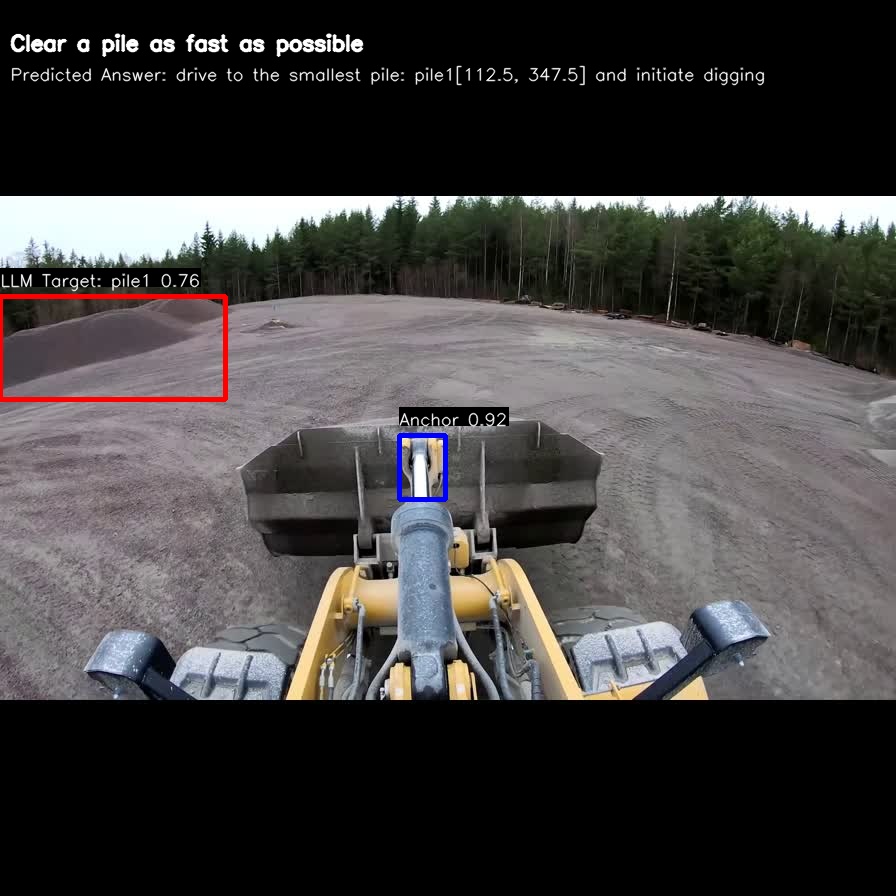 Clear a pile as fast as possible
Predicted Answer: drive to the smallest pile: pile1[112.5, 347.5] and initiate digging
LLM Target: pile1 0.76
Anchor 0.92